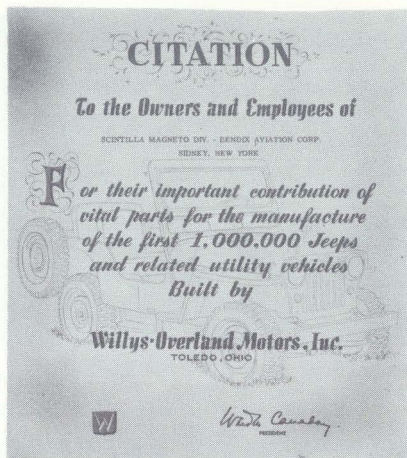 CITATION
To the Owners and Employees of
SCINTILLA MAGNETO DIV. - BENDIX AVIATION CORP.
SIDNEY, NEW YORK
For their important contribution of
vital parts for the manufacture
of the first 1,000,000 Jeeps
and related utility vehicles
Built by
Willys-Overland Motors, Inc.
TOLEDO, OHIO
W
PRESIDENT